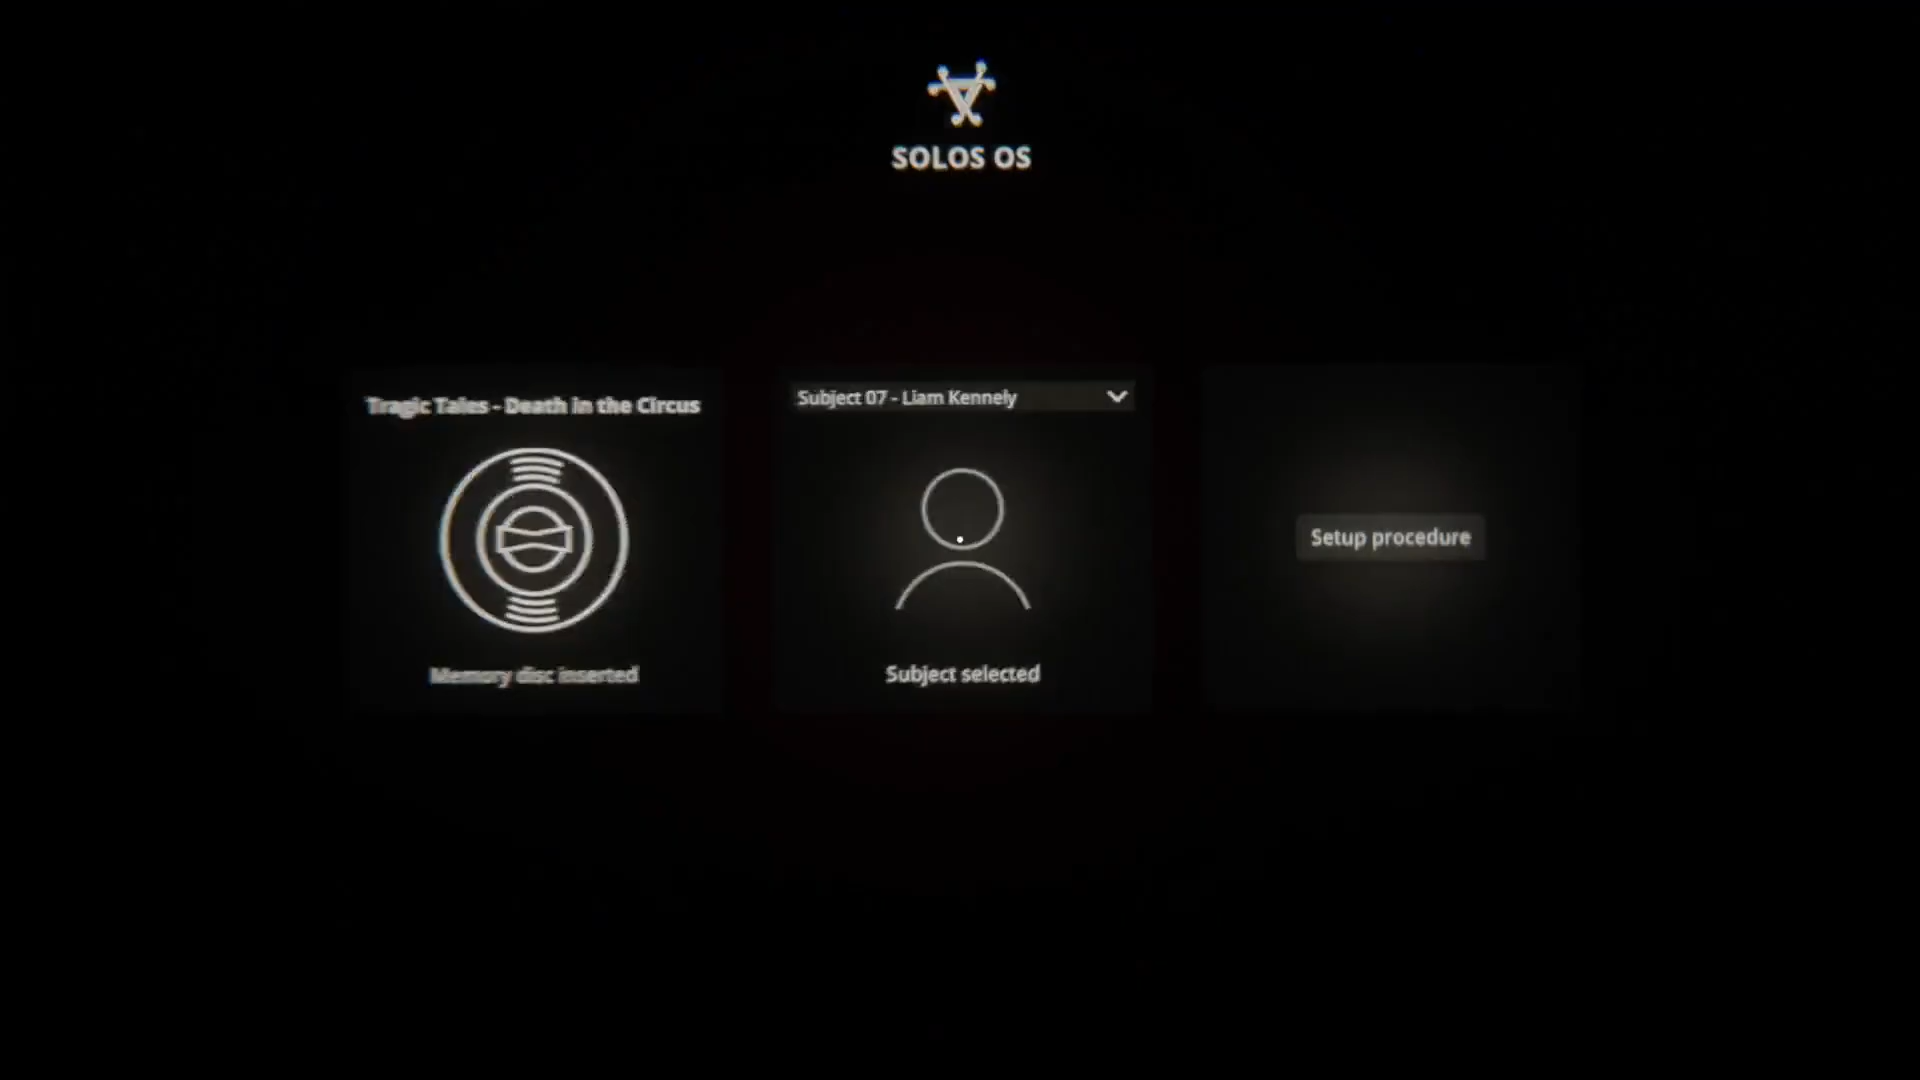 SOLOS OS
Tragic Tales - Death in the Circus
Memory disc inserted
Subject 07 - Liam Kennely
Subject selected
Setup procedure